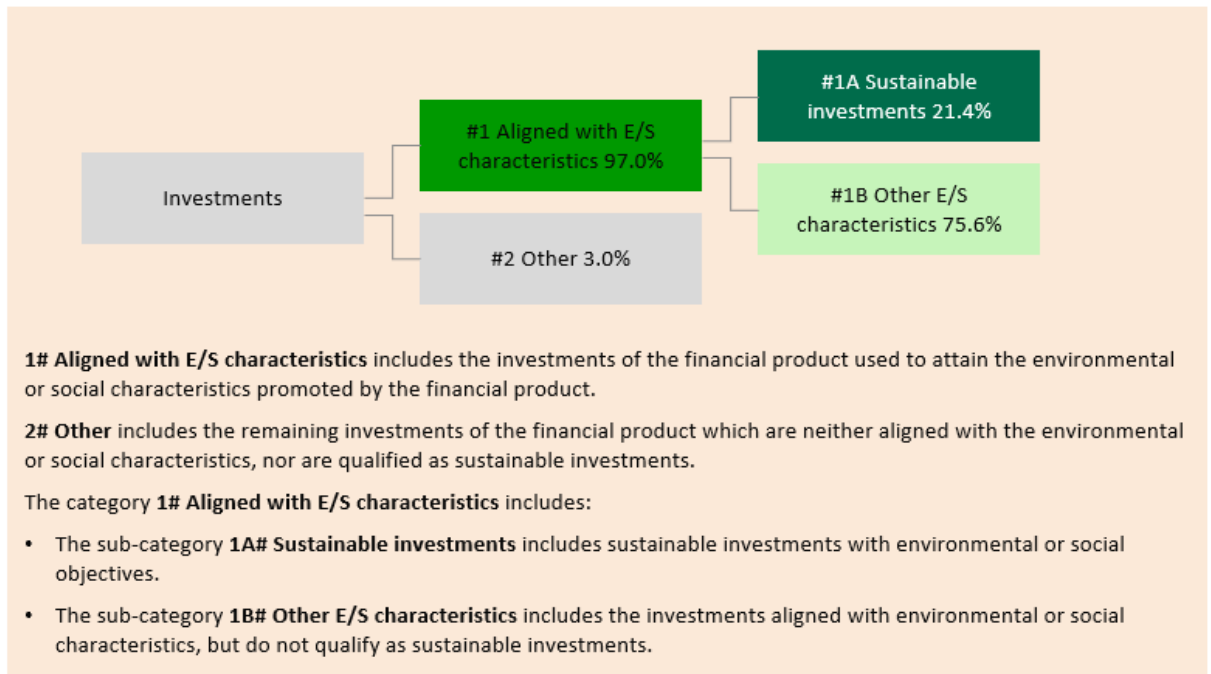 #1A Sustainable
investments 21.4%
#1 Aligned with E/S
characteristics 97.0%
Investments
#1B Other E/S
characteristics 75.6%
#2 Other 3.0%
1# Aligned with E/S characteristics includes the investments of the financial product used to attain the environmental
or social characteristics promoted by the financial product.
2# Other includes the remaining investments of the financial product which are neither aligned with the environmental
or social characteristics, nor are qualified as sustainable investments.
The category 1# Aligned with E/S characteristics includes:
• The sub-category 1A# Sustainable investments includes sustainable investments with environmental or social
objectives.
• The sub-category 1B# Other E/S characteristics includes the investments aligned with environmental or social
characteristics, but do not qualify as sustainable investments.